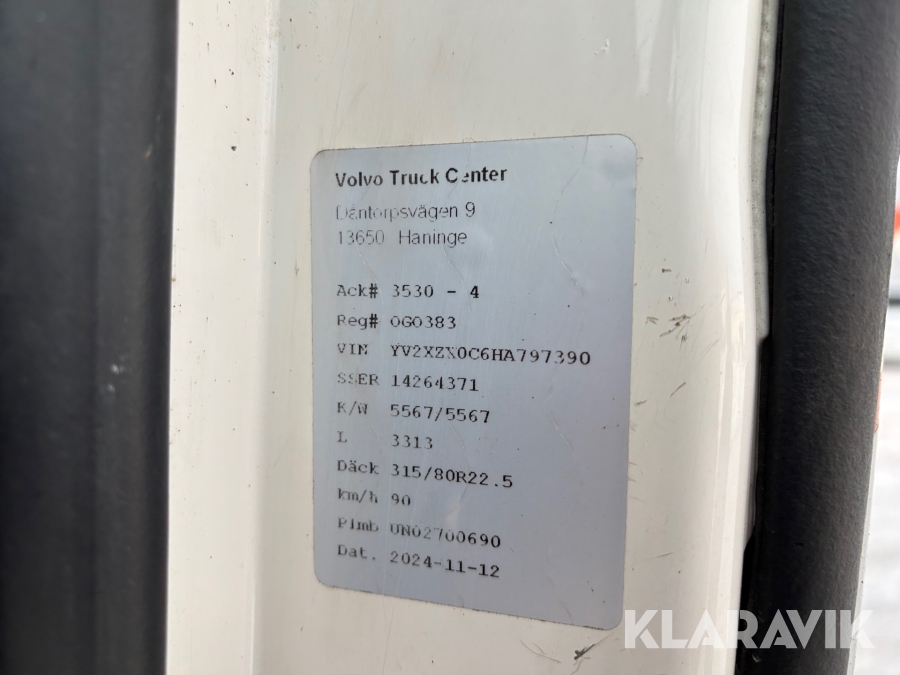 Volvo Truck Center
Däntorpsvägen 9
13650 Haninge
Ack# 3530 - 4
Reg# OGO383
VIN YV2XZX0C6HA797390
SSER 14264371
K/W 5567/5567
L 3313
Däck 315/80R22.5
km/h 90
Plmb UN02700690
Dat. 2024-11-12
KLARAVIK